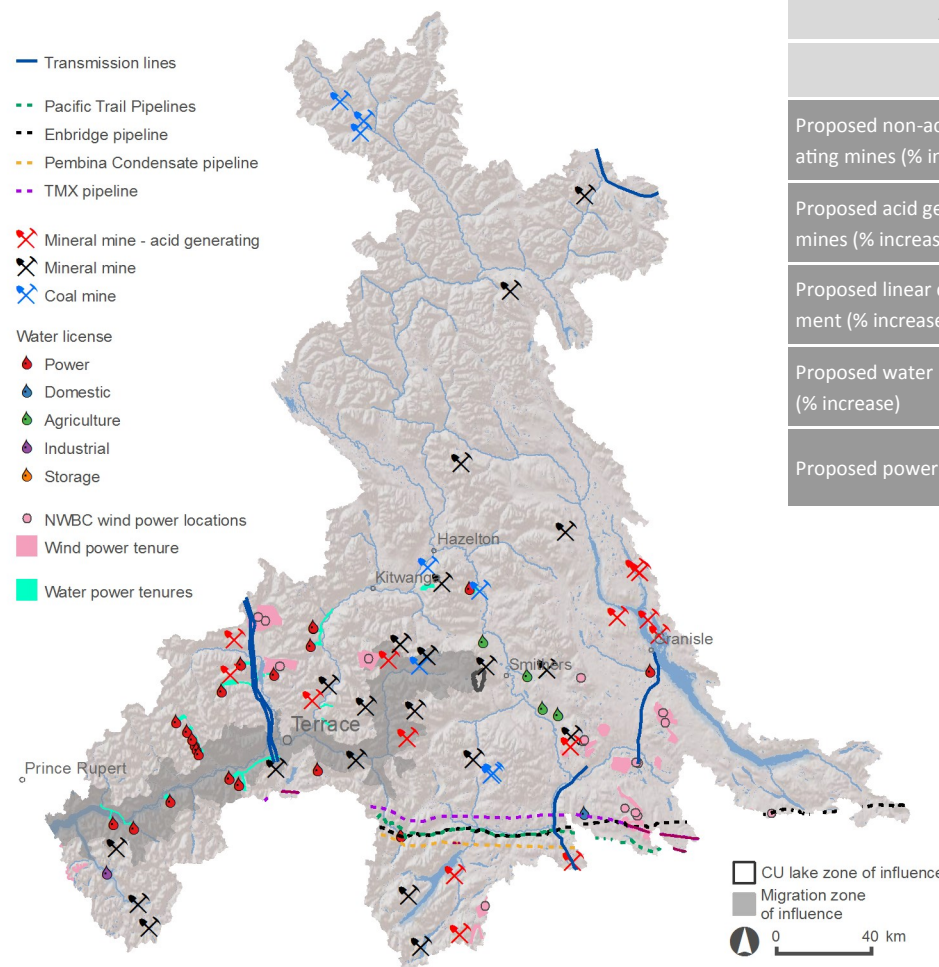 Transmission lines
Pacific Trail Pipelines
Enbridge pipeline
Pembina Condensate pipeline
TMX pipeline
Mineral mine - acid generating
Mineral mine
Coal mine
Water license
Power
Domestic
Agriculture
Industrial
Storage
NWBC wind power locations
Wind power tenure
Water power tenures
Hazelton
Kitwanga
Granisle
Smithers
Terrace
Prince Rupert
Proposed non-ac
ating mines (% in
Proposed acid ge
mines (% increas
Proposed linear
ment (% increase
Proposed water
(% increase)
Proposed power
CU lake zone of influence
Migration zone
of influence
0 40 km